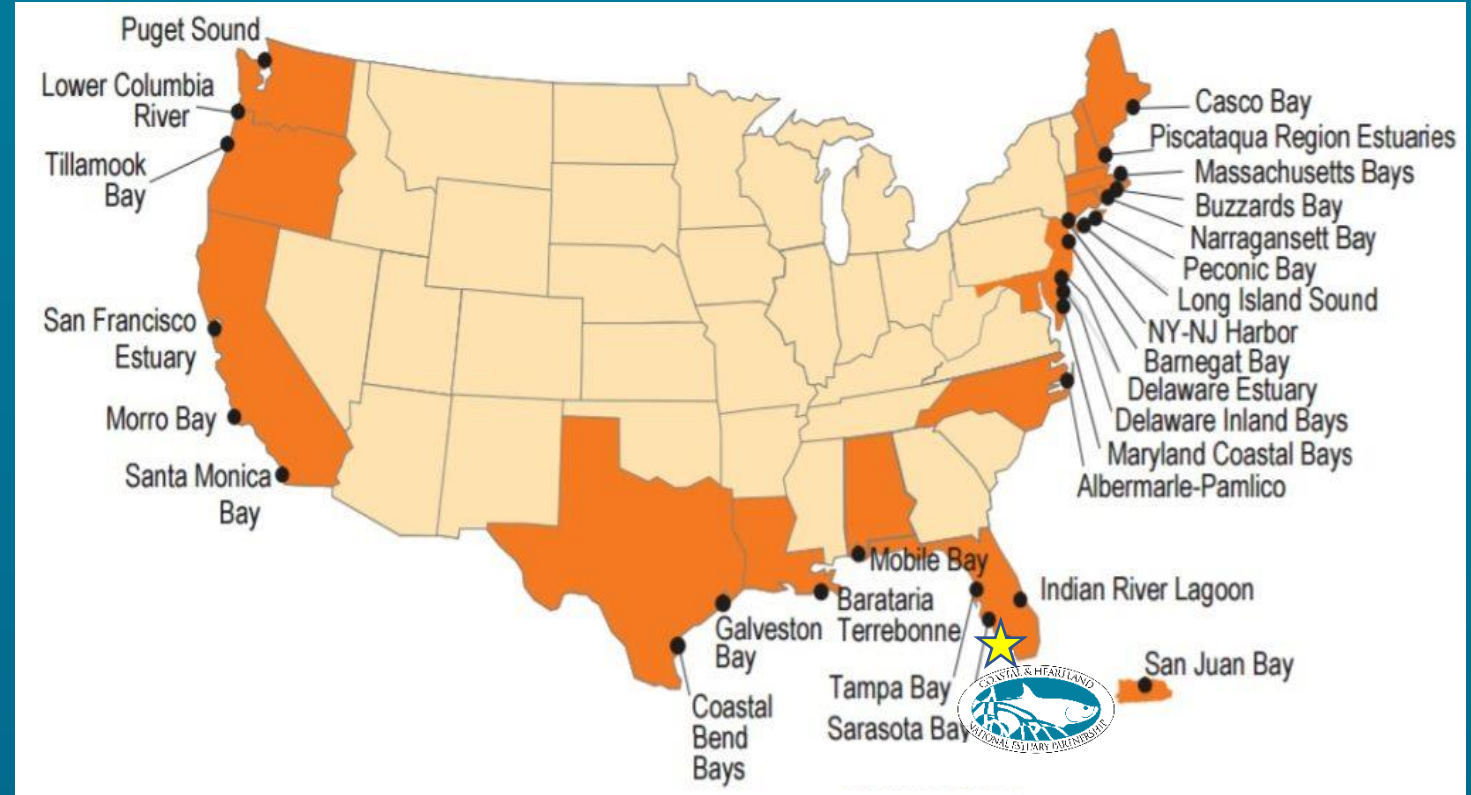 Puget Sound
Lower Columbia
River
Tillamook
Bay
San Francisco
Estuary
Morro Bay
Santa Monica
Bay
Casco Bay
Piscataqua Region Estuaries
Massachusetts Bays
Buzzards Bay
Narragansett Bay
Peconic Bay
Long Island Sound
NY-NJ Harbor
Barnegat Bay
Delaware Estuary
Delaware Inland Bays
Maryland Coastal Bays
Albermarle-Pamlico
Mobile Bay
Barataria
Terrebonne
Galveston
Bay
Coastal
Bend
Bays
Indian River Lagoon
Tampa Bay
Sarasota Bay
San Juan Bay
COASTAL & HEARTLAND
NATIONAL ESTUARY PARTNERSHIP